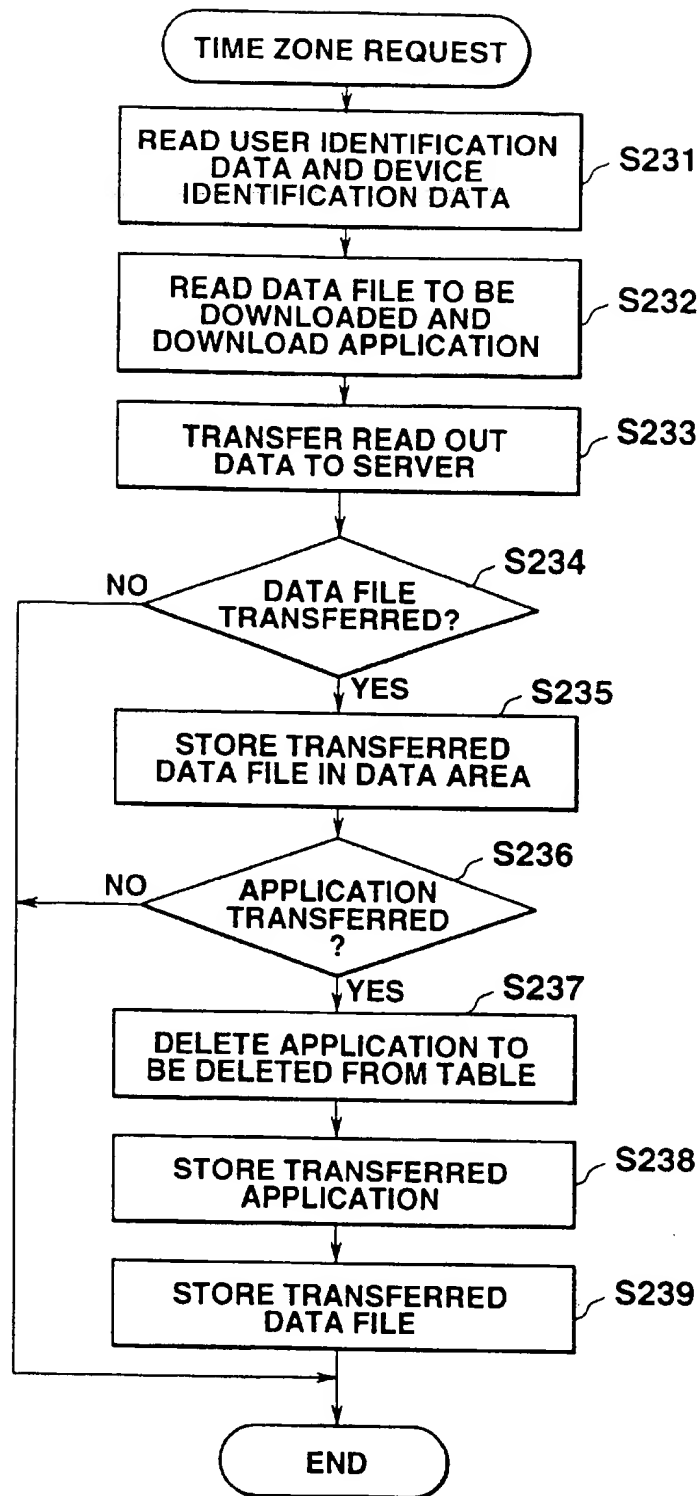 TIME ZONE REQUEST
READ USER IDENTIFICATION
DATA AND DEVICE
IDENTIFICATION DATA
S231
READ DATA FILE TO BE
DOWNLOADED AND
DOWNLOAD APPLICATION
S232
TRANSFER READ OUT
DATA TO SERVER
S233
DATA FILE
TRANSFERRED?
S234
NO
YES
STORE TRANSFERRED
DATA FILE IN DATA AREA
S235
APPLICATION
TRANSFERRED
?
S236
NO
YES
DELETE APPLICATION TO
BE DELETED FROM TABLE
S237
STORE TRANSFERRED
APPLICATION
S238
STORE TRANSFERRED
DATA FILE
S239
END